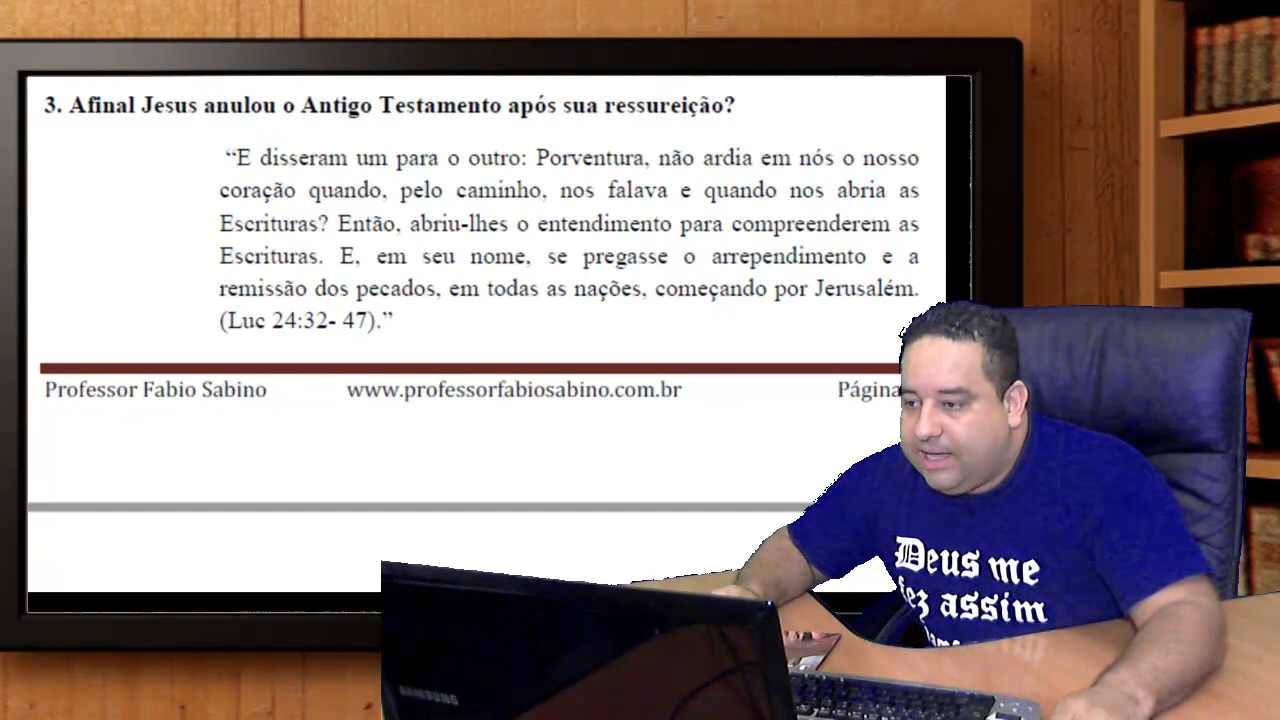 3. Afinal Jesus anulou o Antigo Testamento após sua ressureição?
“E disseram um para o outro: Porventura, não ardia em nós o nosso
coração quando, pelo caminho, nos falava e quando nos abria as
Escrituras? Então, abriu-lhes o entendimento para compreenderem as
Escrituras. E, em seu nome, se pregasse o arrependimento e a
remissão dos pecados, em todas as nações, começando por Jerusalém.
(Luc 24:32- 47).”
Professor Fabio Sabino www.professorfabiosabino.com.br Página
Deus me
fez assim
SAMSUNG